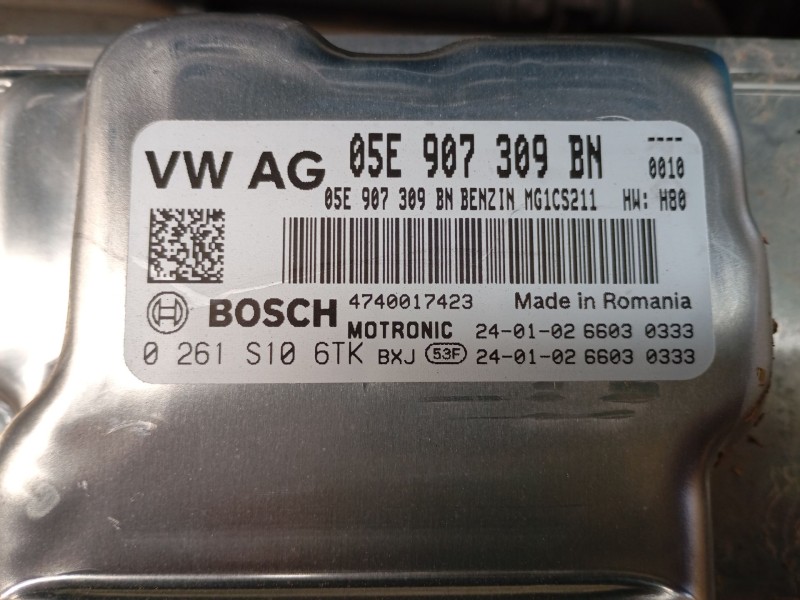 VW AG 05E 907 309 BN ----
0010
05E 907 309 BN BENZIN MG1CS211 HW: H80
BOSCH 4740017423 Made in Romania
MOTRONIC 24-01-02 6603 0333
0 261 S10 6TK BXJ 53F 24-01-02 6603 0333